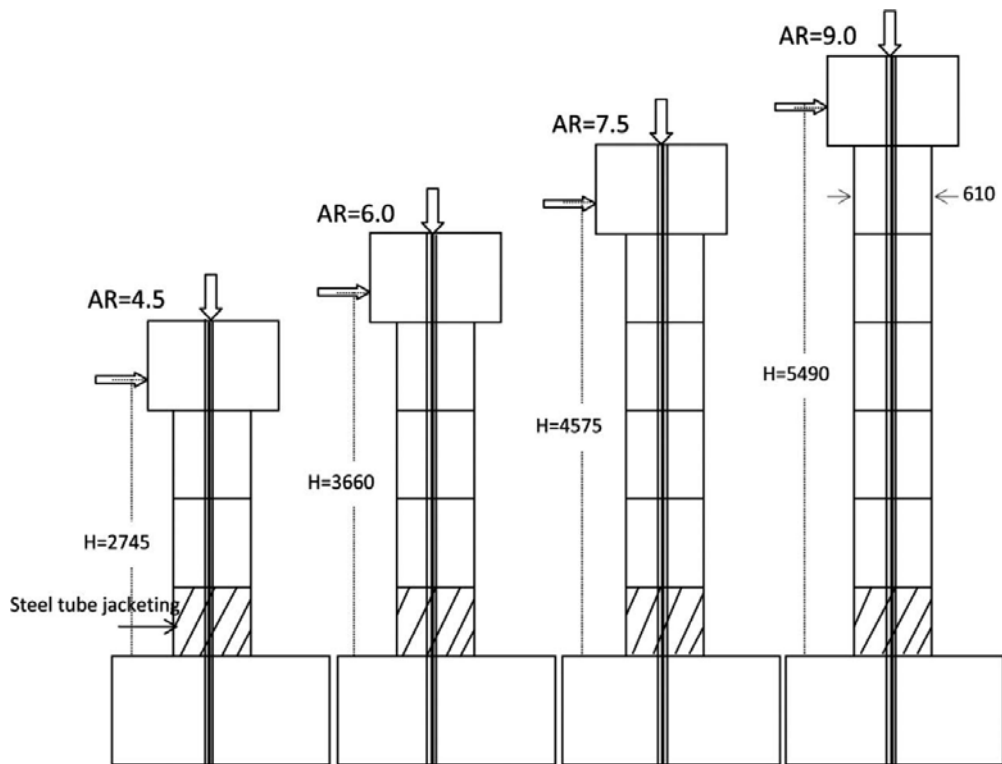 AR=4.5
H=2745
Steel tube jacketing
AR=6.0
H=3660
AR=7.5
H=4575
AR=9.0
610
H=5490